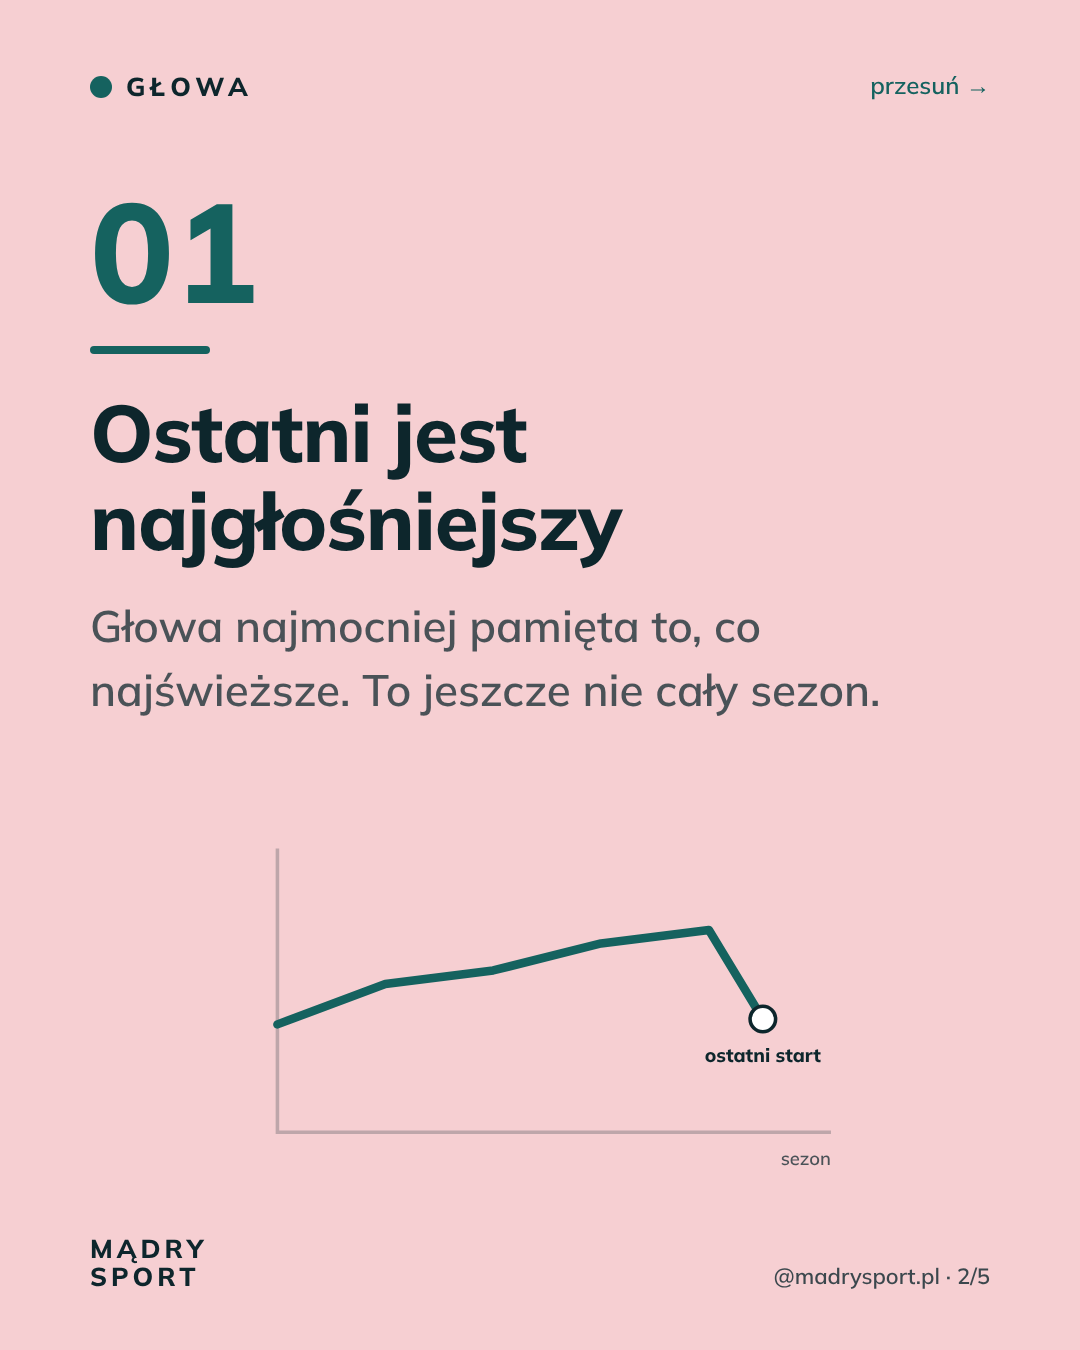 GŁOWA
przesuń →
01
Ostatni jest
najgłośniejszy
Głowa najmocniej pamięta to, co
najświeższe. To jeszcze nie cały sezon.
ostatni start
sezon
MĄDRY
SPORT
@madrysport.pl · 2/5